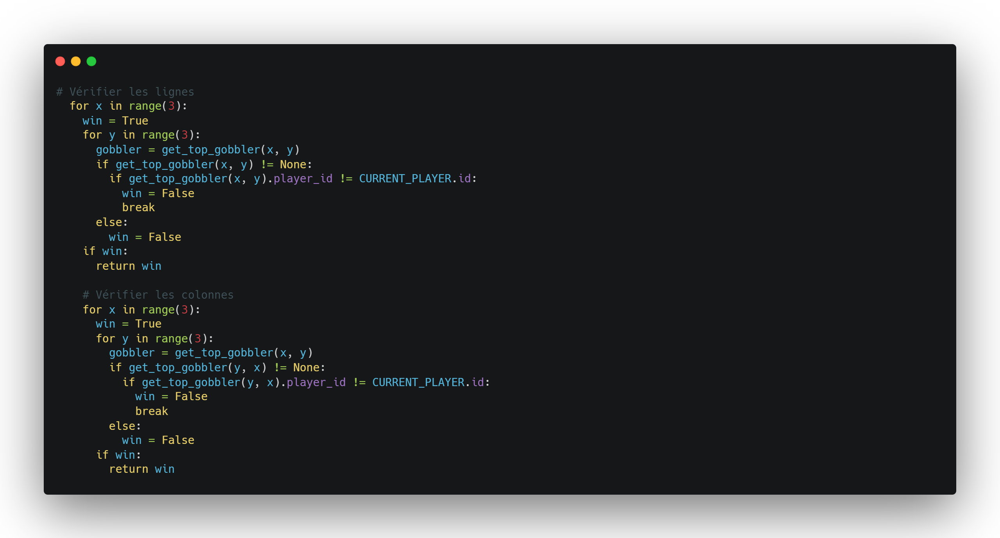 # Vérifier les lignes
  for x in range(3):
    win = True
    for y in range(3):
      gobbler = get_top_gobbler(x, y)
      if get_top_gobbler(x, y) != None:
        if get_top_gobbler(x, y).player_id != CURRENT_PLAYER.id:
          win = False
          break
      else:
        win = False
    if win:
      return win

    # Vérifier les colonnes
    for x in range(3):
      win = True
      for y in range(3):
        gobbler = get_top_gobbler(x, y)
        if get_top_gobbler(y, x) != None:
          if get_top_gobbler(y, x).player_id != CURRENT_PLAYER.id:
            win = False
            break
        else:
          win = False
      if win:
        return win